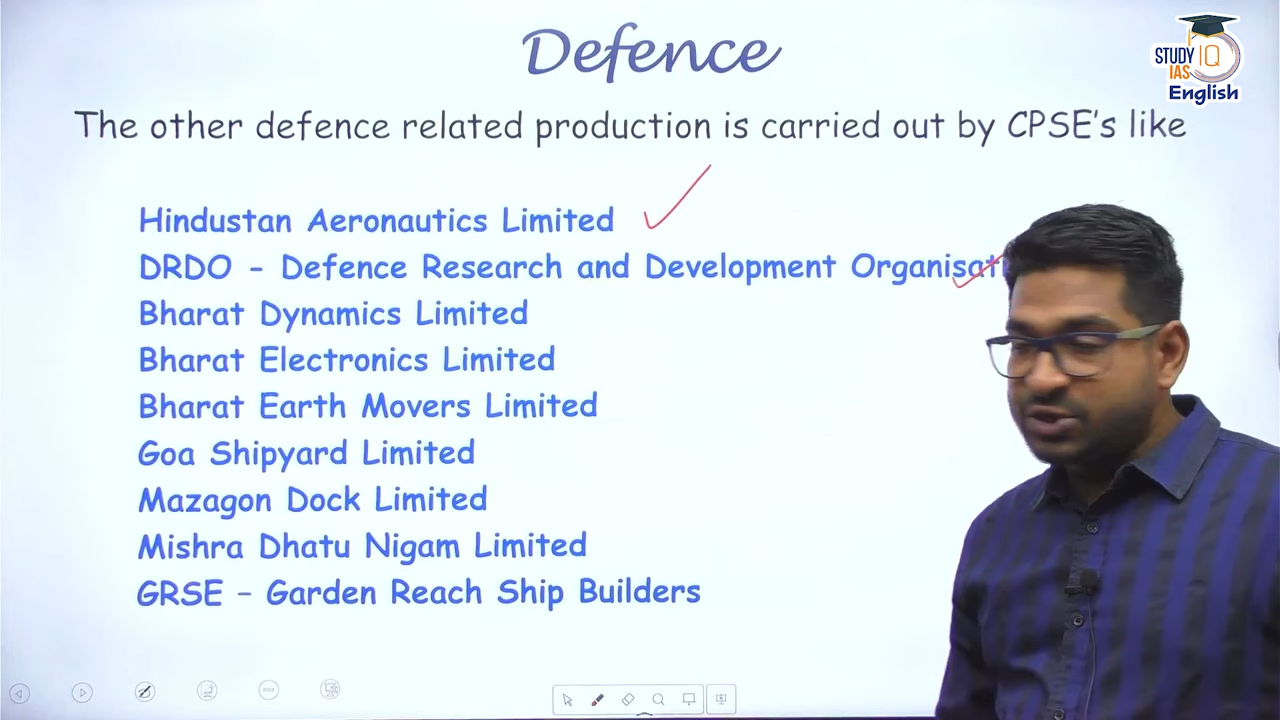 Defence
STUDY IQ
IAS
English
The other defence related production is carried out by CPSE's like
Hindustan Aeronautics Limited
DRDO - Defence Research and Development Organisati
Bharat Dynamics Limited
Bharat Electronics Limited
Bharat Earth Movers Limited
Goa Shipyard Limited
Mazagon Dock Limited
Mishra Dhatu Nigam Limited
GRSE – Garden Reach Ship Builders